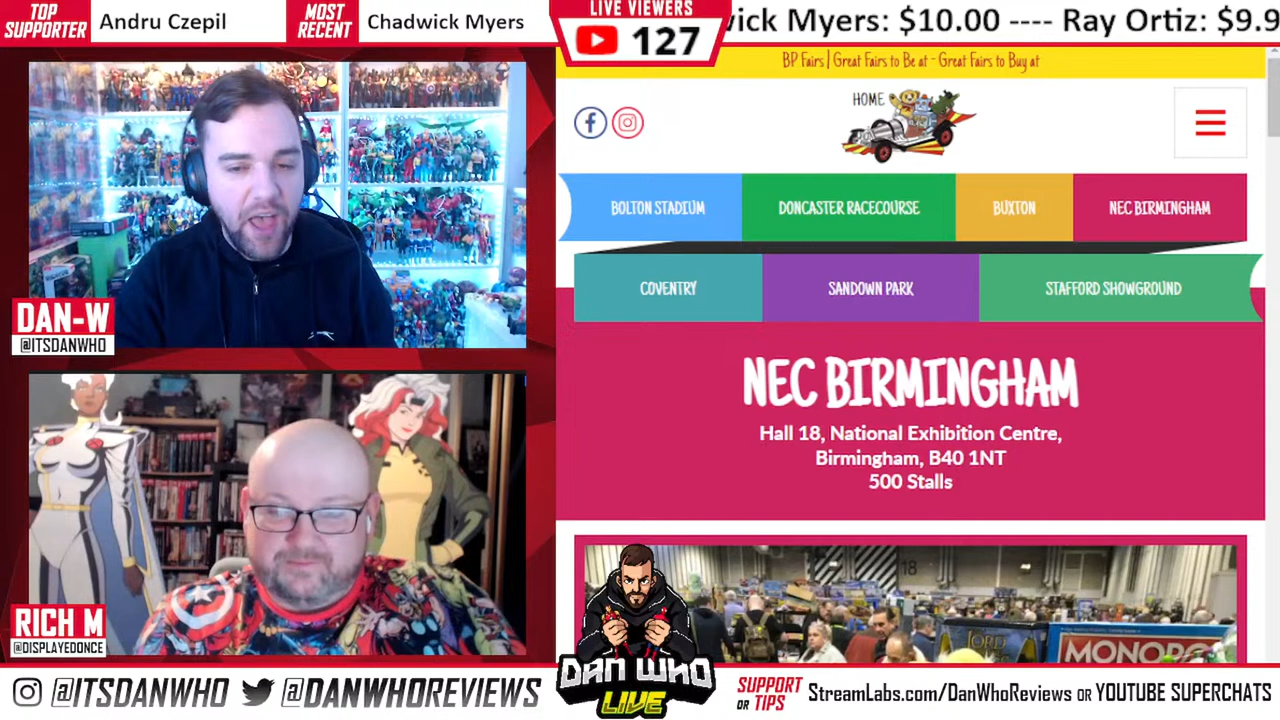 TOP
SUPPORTER
Andru Czepil
MOST
RECENT
Chadwick Myers
LIVE VIEWERS
127
wick Myers: $10.00 ---- Ray Ortiz: $9.9
BP Fairs | Great Fairs to Be at - Great Fairs to Buy at
HOME
BOLTON STADIUM
DONCASTER RACECOURSE
BUXTON
NEC BIRMINGHAM
COVENTRY
SANDOWN PARK
STAFFORD SHOWGROUND
NEC BIRMINGHAM
Hall 18, National Exhibition Centre,
Birmingham, B40 1NT
500 Stalls
18
LORD
MONOPO
DAN-W
@ITSDANWHO
RICH M
@DISPLAYEDONCE
@ITSDANWHO
@DANWHOREVIEWS
DAN WHO
LIVE
SUPPORT
OR TIPS
StreamLabs.com/DanWhoReviews OR YOUTUBE SUPERCHATS